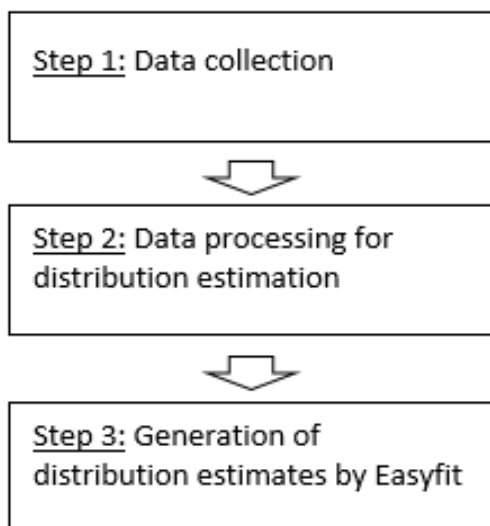 Step 1: Data collection
Step 2: Data processing for
distribution estimation
Step 3: Generation of
distribution estimates by Easyfit